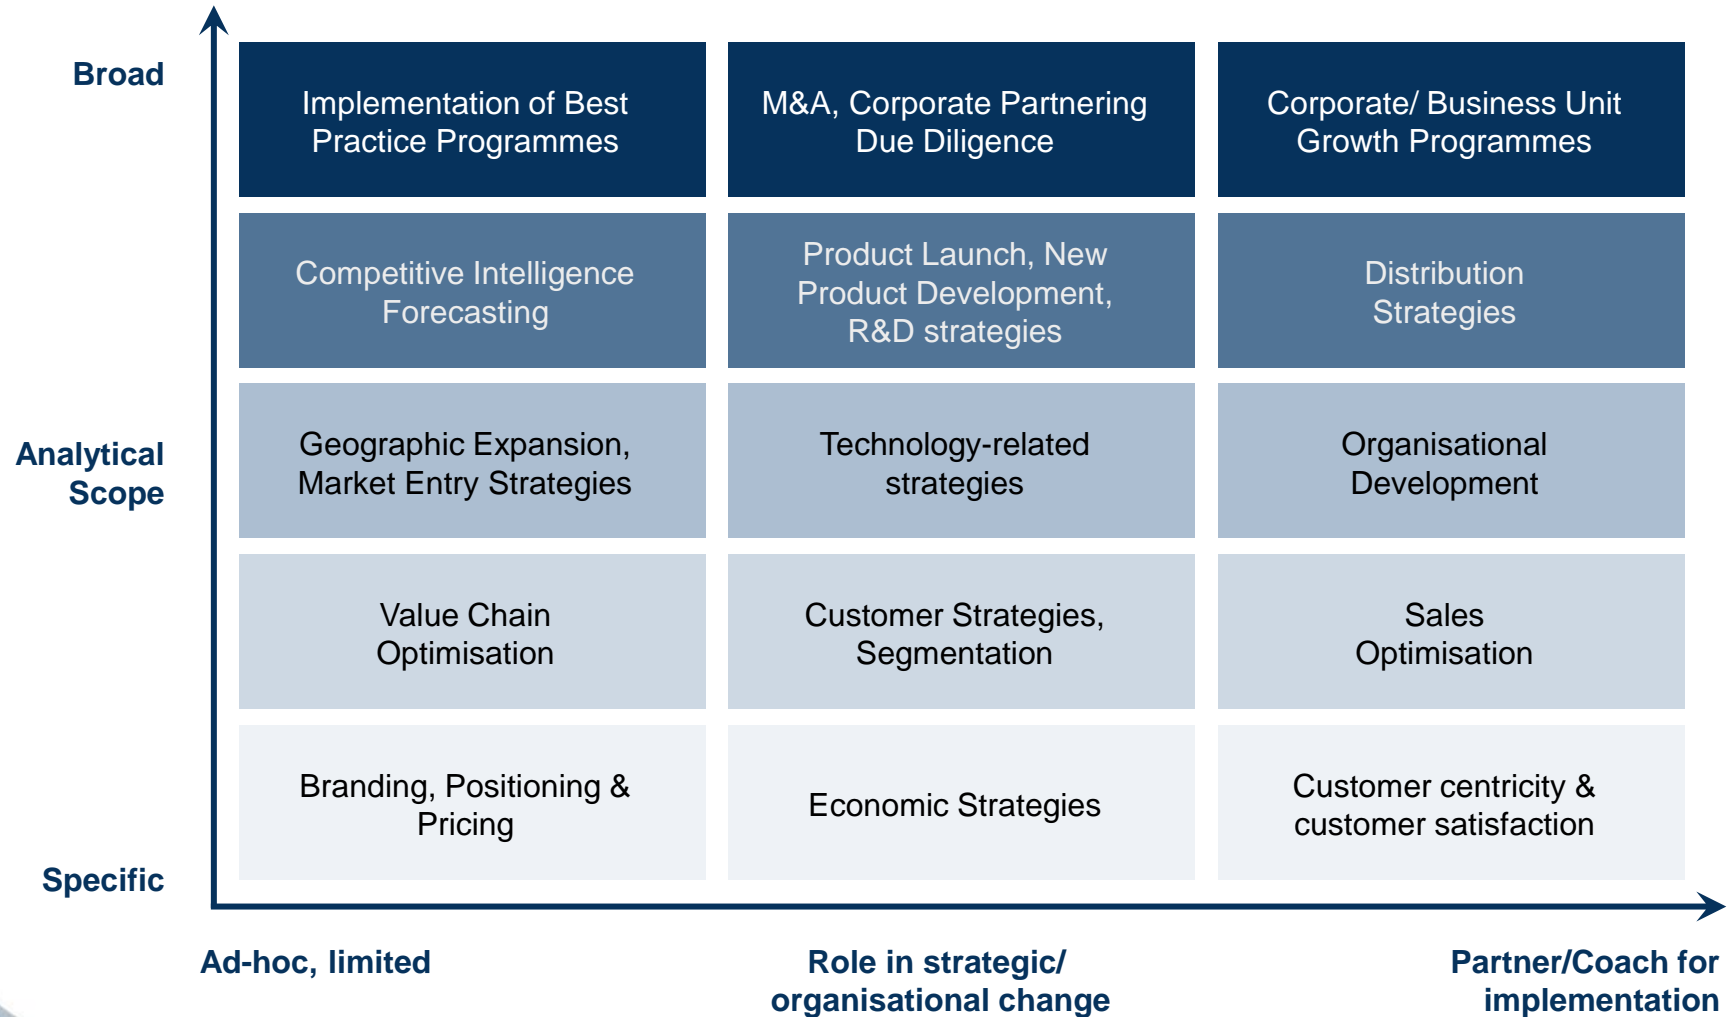 Broad
Implementation of Best
Practice Programmes
M&A, Corporate Partnering
Due Diligence
Corporate/ Business Unit
Growth Programmes
Competitive Intelligence
Forecasting
Product Launch, New
Product Development,
R&D strategies
Distribution
Strategies
Analytical
Scope
Geographic Expansion,
Market Entry Strategies
Technology-related
strategies
Organisational
Development
Value Chain
Optimisation
Customer Strategies,
Segmentation
Sales
Optimisation
Branding, Positioning &
Pricing
Economic Strategies
Customer centricity &
customer satisfaction
Specific
Ad-hoc, limited
Role in strategic/
organisational change
Partner/Coach for
implementation